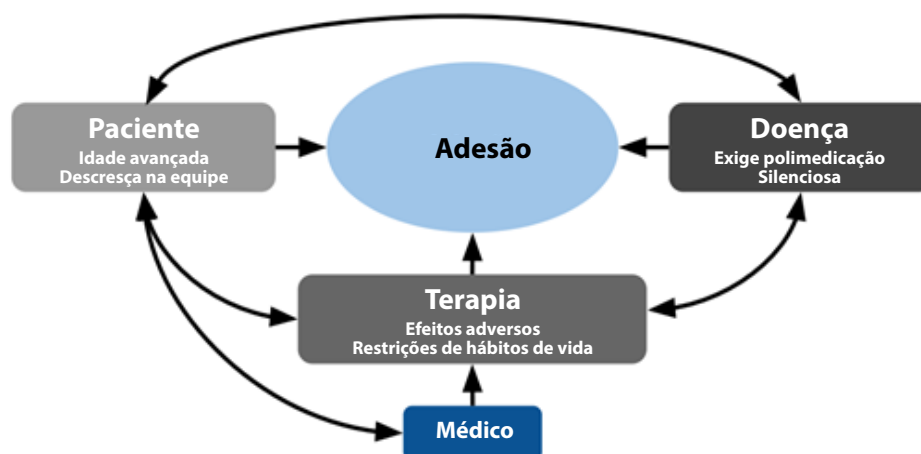 Paciente
Idade avançada
Descresça na equipe
Adesão
Doença
Exige polimedicação
Silenciosa
Terapia
Efeitos adversos
Restrições de hábitos de vida
Médico